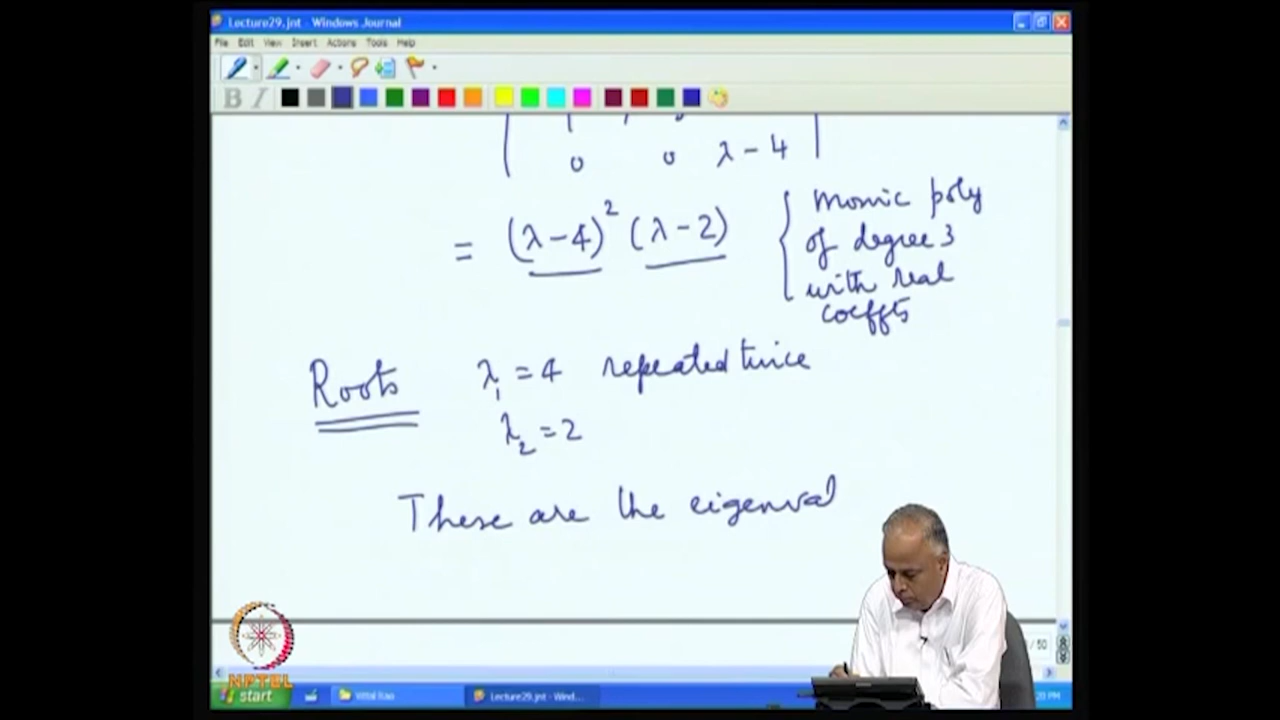 Lecture29.jnt - Windows Journal
File Edit View Insert Actions Tools Help
B I
0 0 λ - 4
= (λ - 4)² (λ - 2)
Monic poly
of degree 3
with real
coeffts
Roots λ₁ = 4 repeated twice
λ₂ = 2
These are the eigenval
/ 50
NPTEL
start
Lecture29.jnt - Wind...
PM